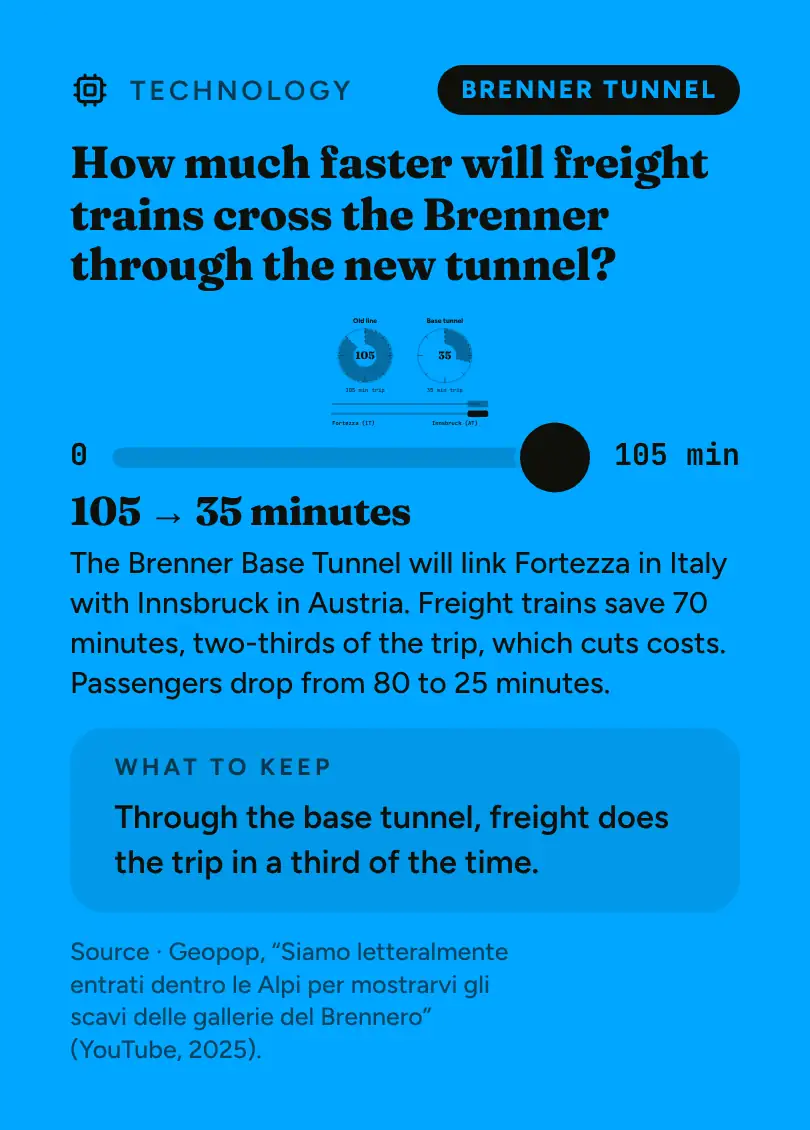 TECHNOLOGY
BRENNER TUNNEL
How much faster will freight
trains cross the Brenner
through the new tunnel?
Old line
Base tunnel
105
35
105 min trip
35 min trip
Fortezza (IT)
Innsbruck (AT)
0
105 min
105 → 35 minutes
The Brenner Base Tunnel will link Fortezza in Italy
with Innsbruck in Austria. Freight trains save 70
minutes, two-thirds of the trip, which cuts costs.
Passengers drop from 80 to 25 minutes.
WHAT TO KEEP
Through the base tunnel, freight does
the trip in a third of the time.
Source · Geopop, “Siamo letteralmente
entrati dentro le Alpi per mostrarvi gli
scavi delle gallerie del Brennero”
(YouTube, 2025).